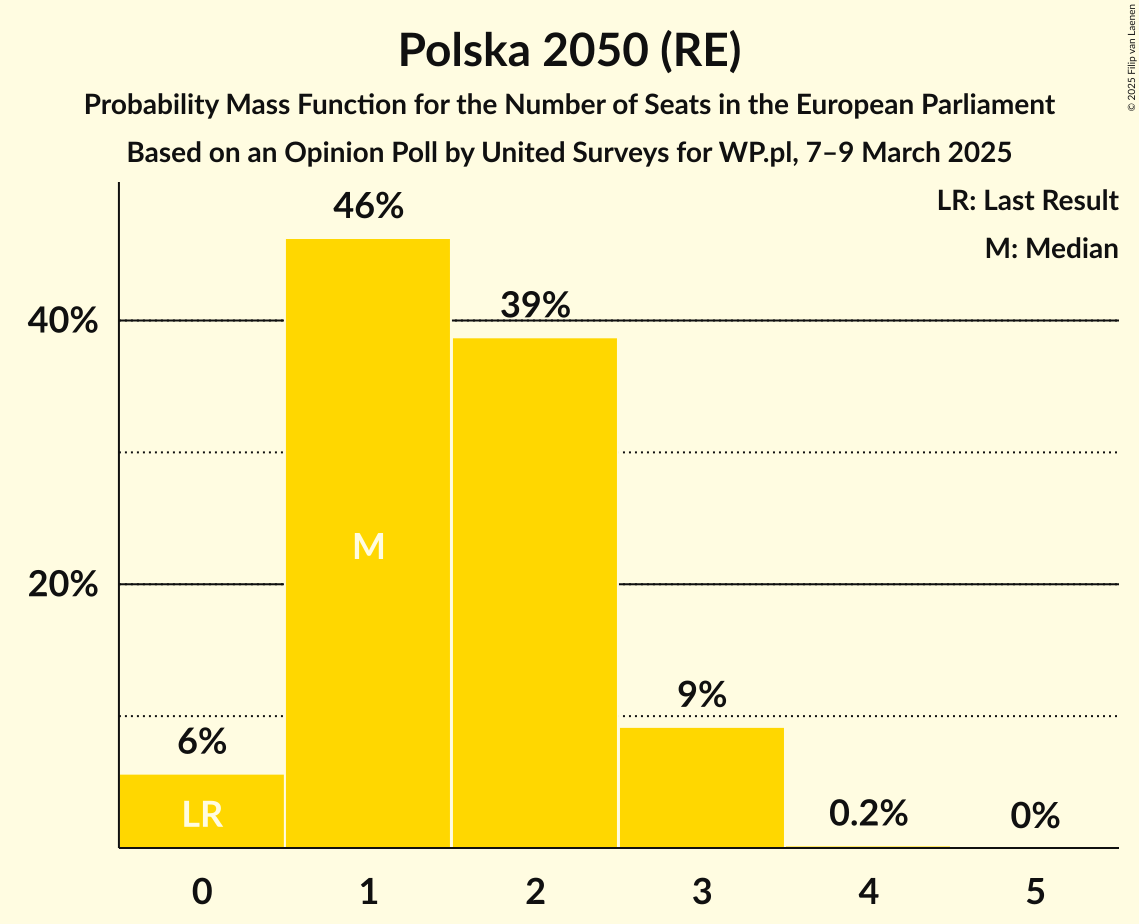 Polska 2050 (RE)
Probability Mass Function for the Number of Seats in the European Parliament
Based on an Opinion Poll by United Surveys for WP.pl, 7–9 March 2025
© 2025 Filip van Laenen
LR: Last Result
M: Median
46%
39%
40%
M
20%
9%
6%
LR
0.2%
0%
0 1 2 3 4 5